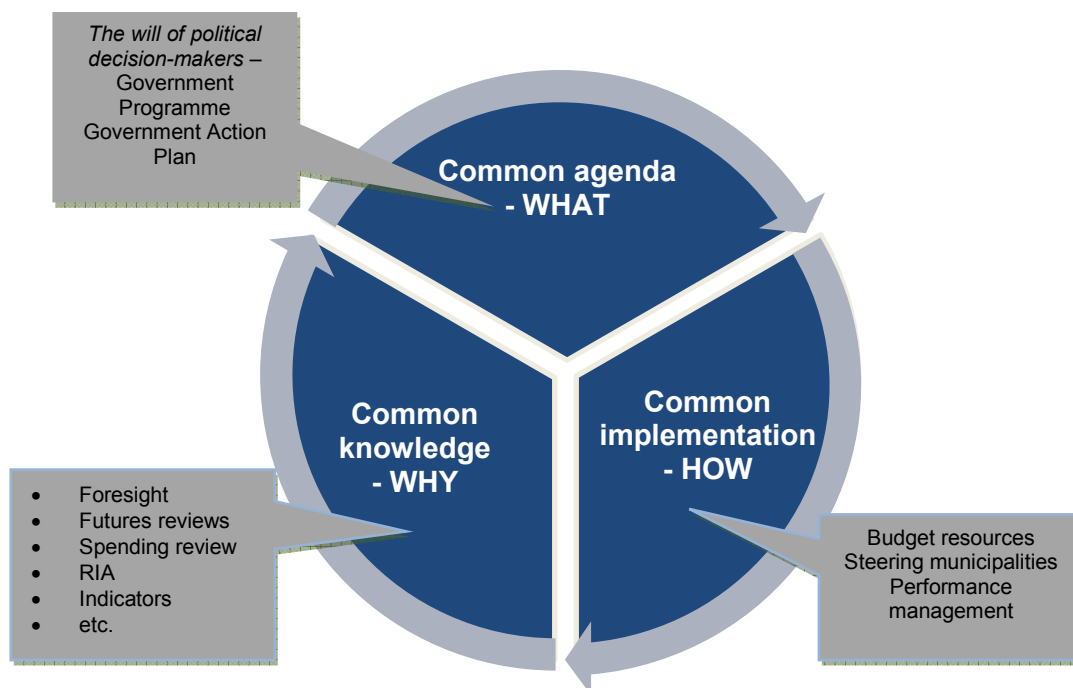 The will of political
decision-makers –
Government
Programme
Government Action
Plan
Common agenda
- WHAT
Common
knowledge
- WHY
Common
implementation
- HOW
• Foresight
• Futures reviews
• Spending review
• RIA
• Indicators
• etc.
Budget resources
Steering municipalities
Performance
management